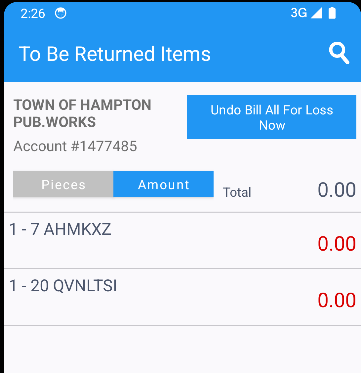 2:26 3G
To Be Returned Items
TOWN OF HAMPTON
PUB.WORKS
Undo Bill All For Loss
Now
Account #1477485
Pieces Amount Total 0.00
1 - 7 AHMKXZ
0.00
1 - 20 QVNLTSI
0.00